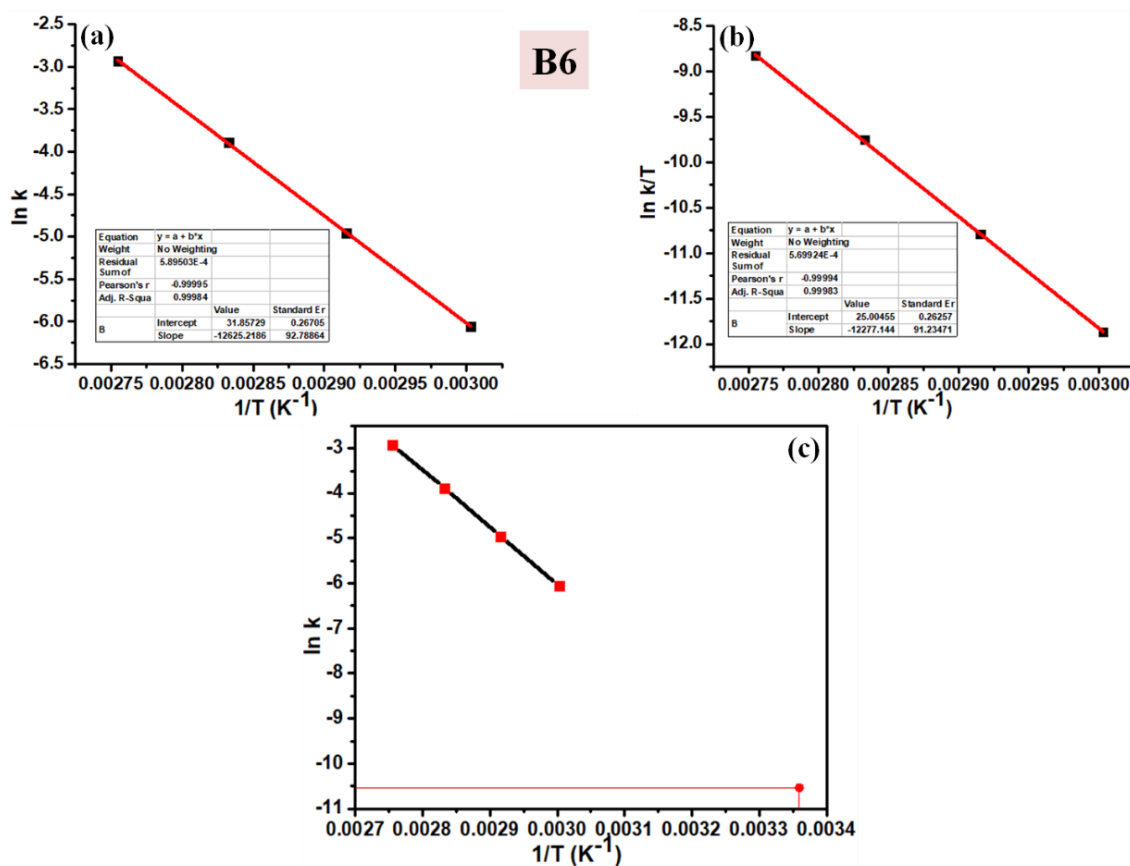 (a)
B6
(b)
ln k
-2.5
-3.0
-3.5
-4.0
-4.5
-5.0
-5.5
-6.0
-6.5
Equation y = a + b*x
Weight No Weighting
Residual Sum of 5.89503E-4
Pearson's r -0.99995
Adj. R-Squa 0.99984
Value Standard Er
B Intercept 31.85729 0.26705
Slope -12625.2186 92.78864
0.00275 0.00280 0.00285 0.00290 0.00295 0.00300
1/T (K-1)
ln k/T
-8.5
-9.0
-9.5
-10.0
-10.5
-11.0
-11.5
-12.0
Equation y = a + b*x
Weight No Weighting
Residual Sum of 5.69924E-4
Pearson's r -0.99994
Adj. R-Squa 0.99983
Value Standard Er
B Intercept 25.00455 0.26257
Slope -12277.144 91.23471
0.00275 0.00280 0.00285 0.00290 0.00295 0.00300
1/T (K-1)
(c)
ln k
-3
-4
-5
-6
-7
-8
-9
-10
-11
0.0027 0.0028 0.0029 0.0030 0.0031 0.0032 0.0033 0.0034
1/T (K-1)